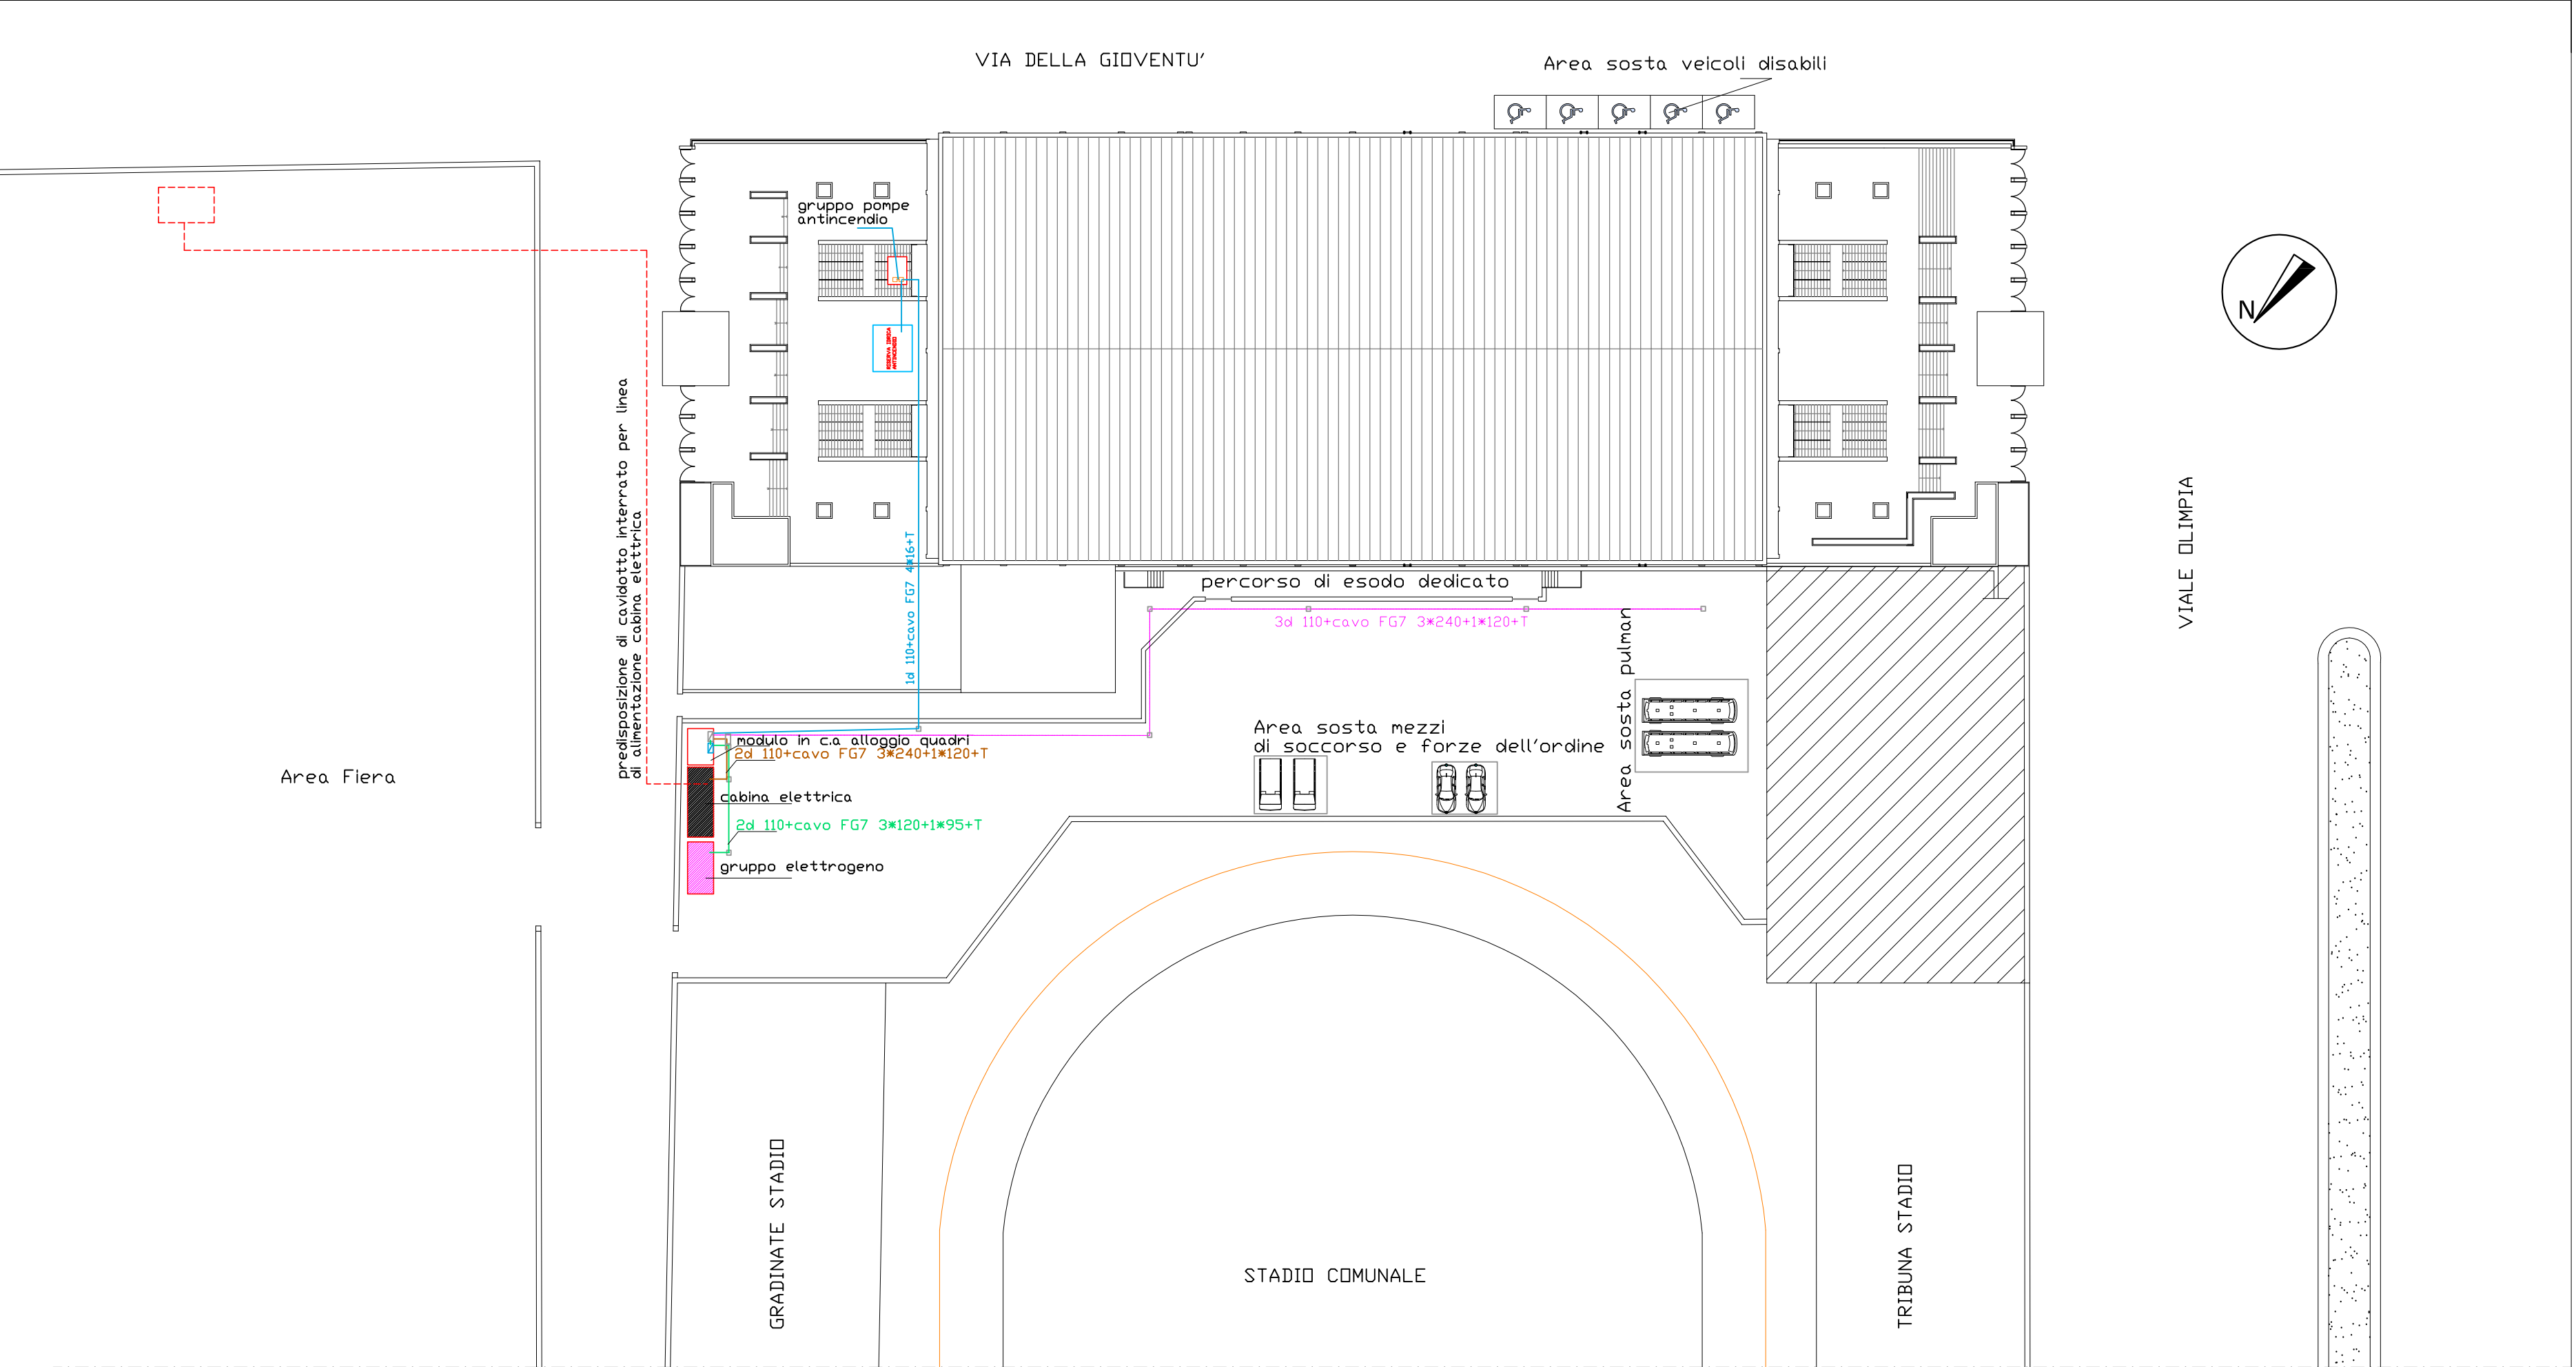 VIA DELLA GIOVENTU'
Area sosta veicoli disabili
gruppo pompe
antincendio
RISERVA IDRICA
ANTINCENDIO
N
predisposizione di cavidotto interrato per linea
di alimentazione cabina elettrica
1d 110+cavo FG7 4*16+T
percorso di esodo dedicato
3d 110+cavo FG7 3*240+1*120+T
VIALE OLIMPIA
Area sosta pulman
Area sosta mezzi
di soccorso e forze dell'ordine
modulo in c.a alloggio quadri
2d 110+cavo FG7 3*240+1*120+T
Area Fiera
cabina elettrica
2d 110+cavo FG7 3*120+1*95+T
gruppo elettrogeno
GRADINATE STADIO
STADIO COMUNALE
TRIBUNA STADIO